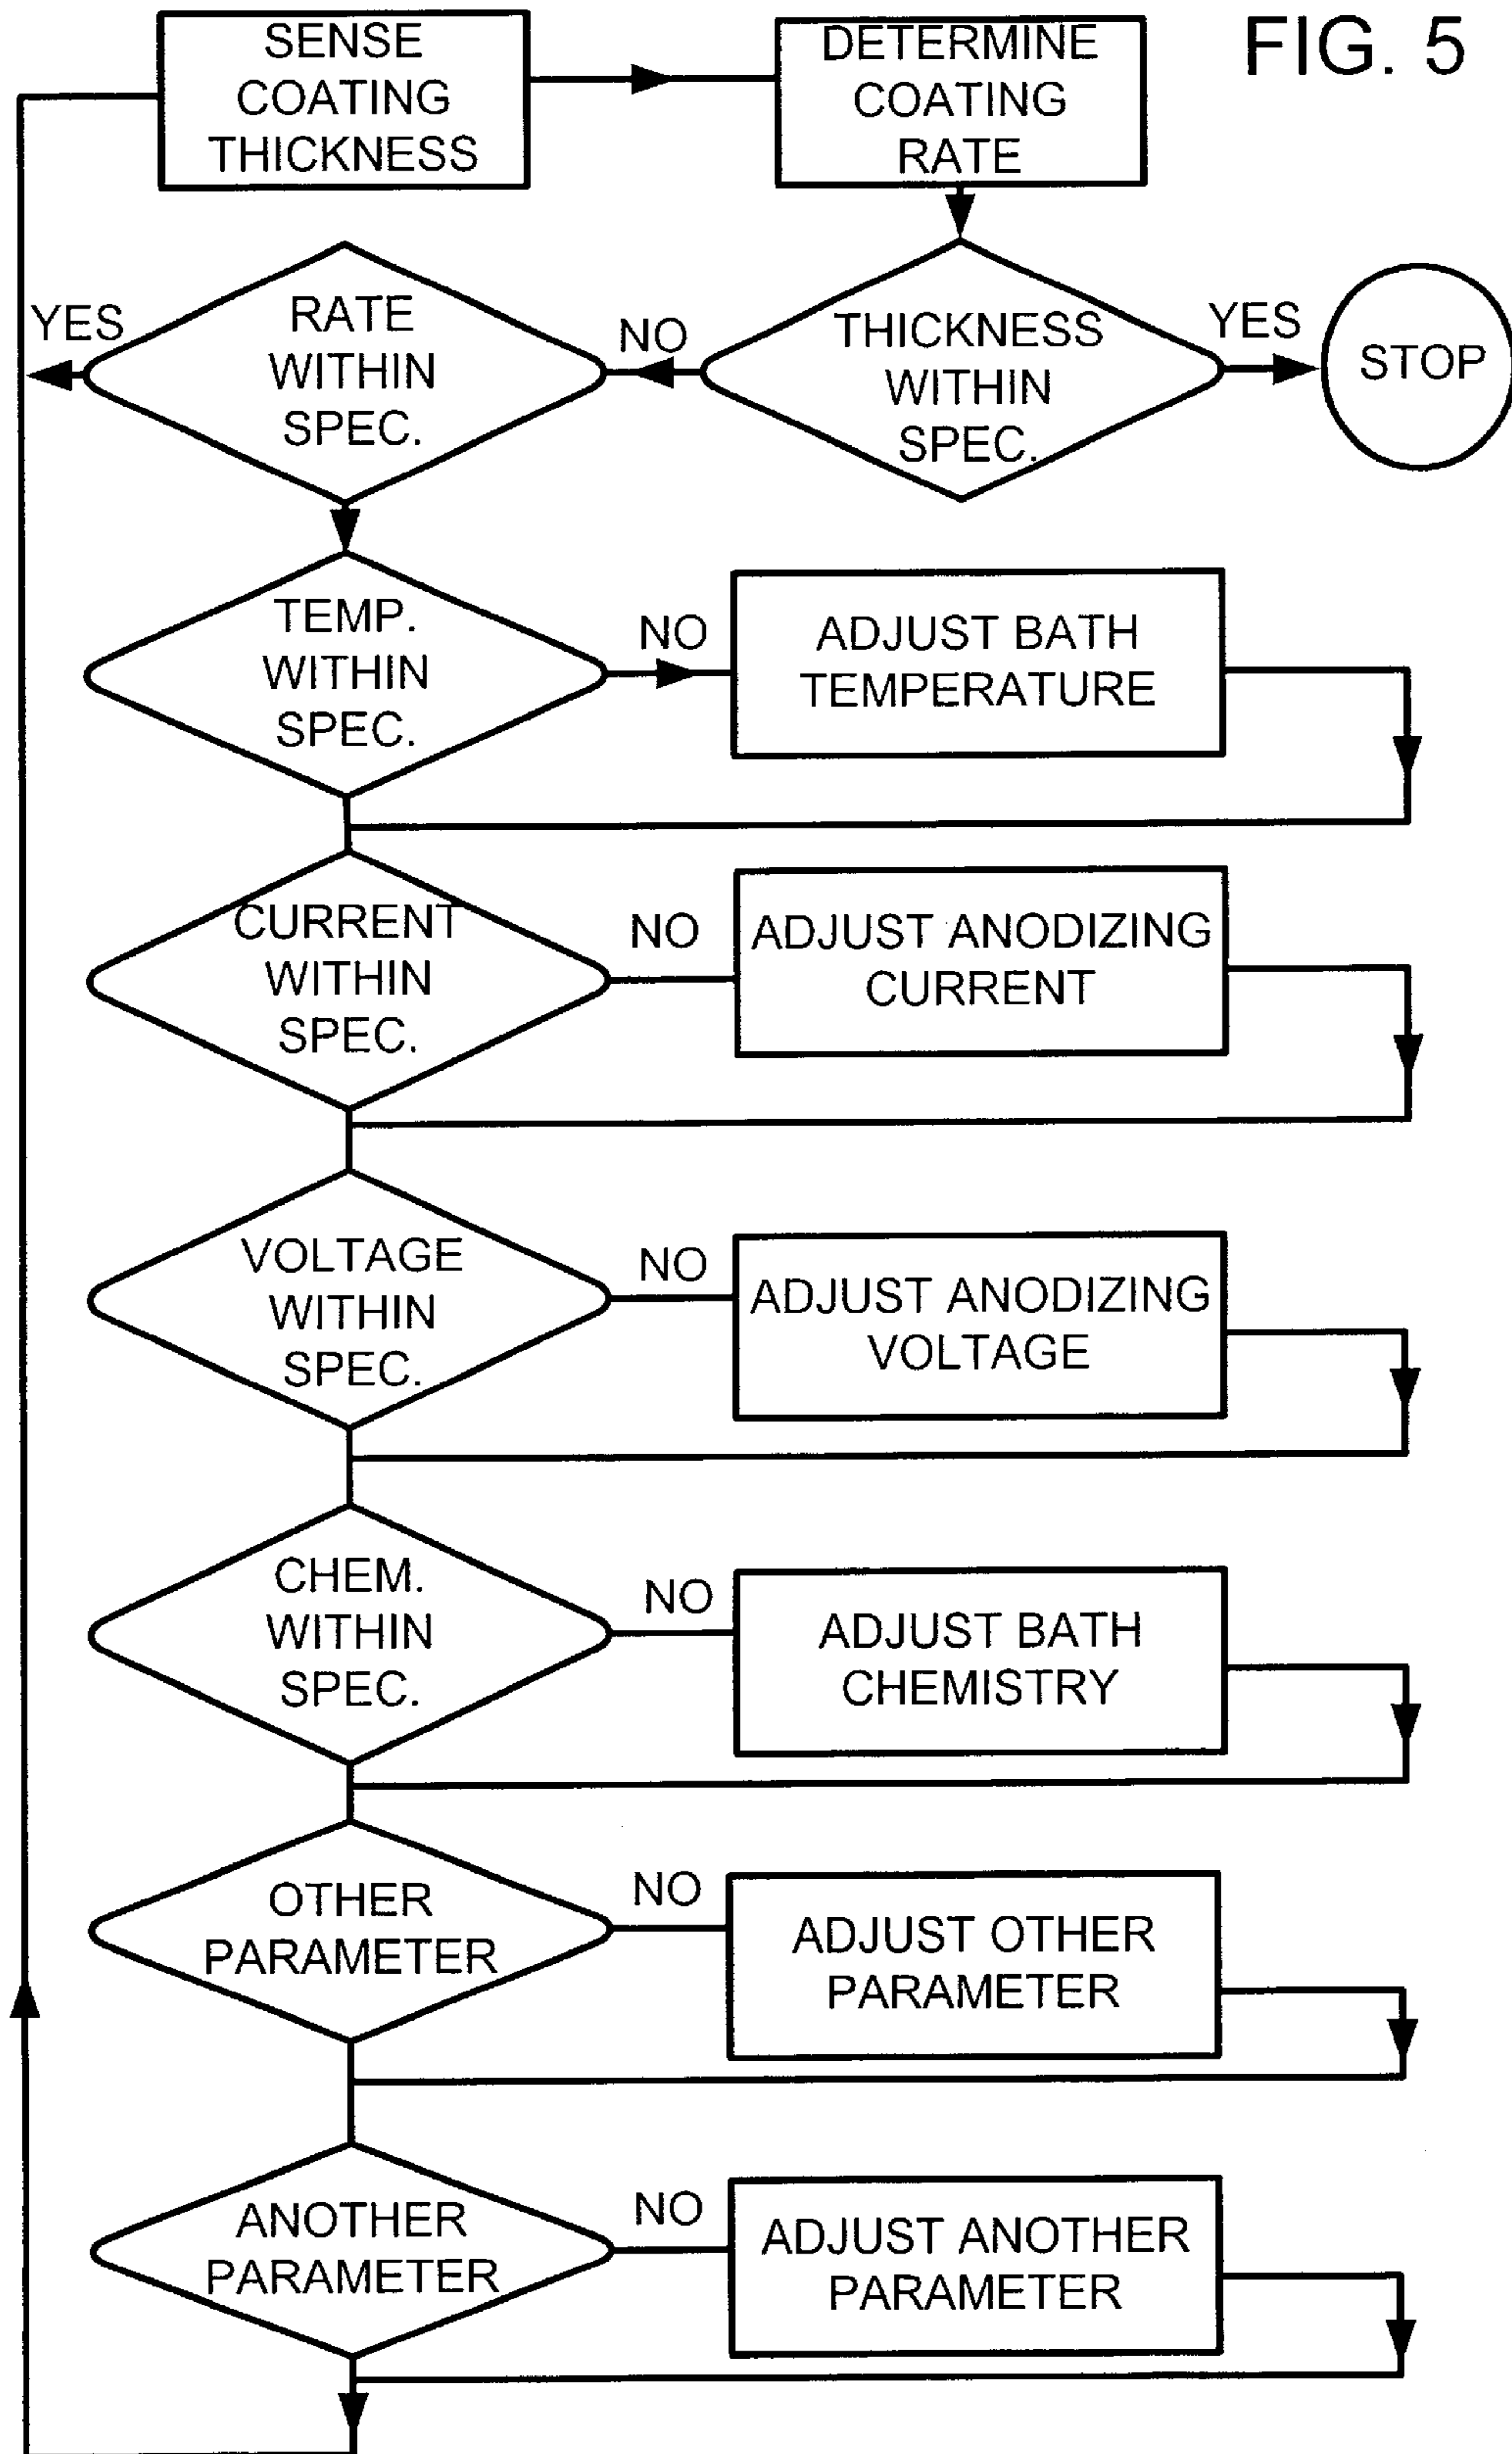 FIG. 5
SENSE
COATING
THICKNESS
DETERMINE
COATING
RATE
YES
RATE
WITHIN
SPEC.
NO
THICKNESS
WITHIN
SPEC.
YES
STOP
TEMP.
WITHIN
SPEC.
NO
ADJUST BATH
TEMPERATURE
CURRENT
WITHIN
SPEC.
NO
ADJUST ANODIZING
CURRENT
VOLTAGE
WITHIN
SPEC.
NO
ADJUST ANODIZING
VOLTAGE
CHEM.
WITHIN
SPEC.
NO
ADJUST BATH
CHEMISTRY
OTHER
PARAMETER
NO
ADJUST OTHER
PARAMETER
ANOTHER
PARAMETER
NO
ADJUST ANOTHER
PARAMETER